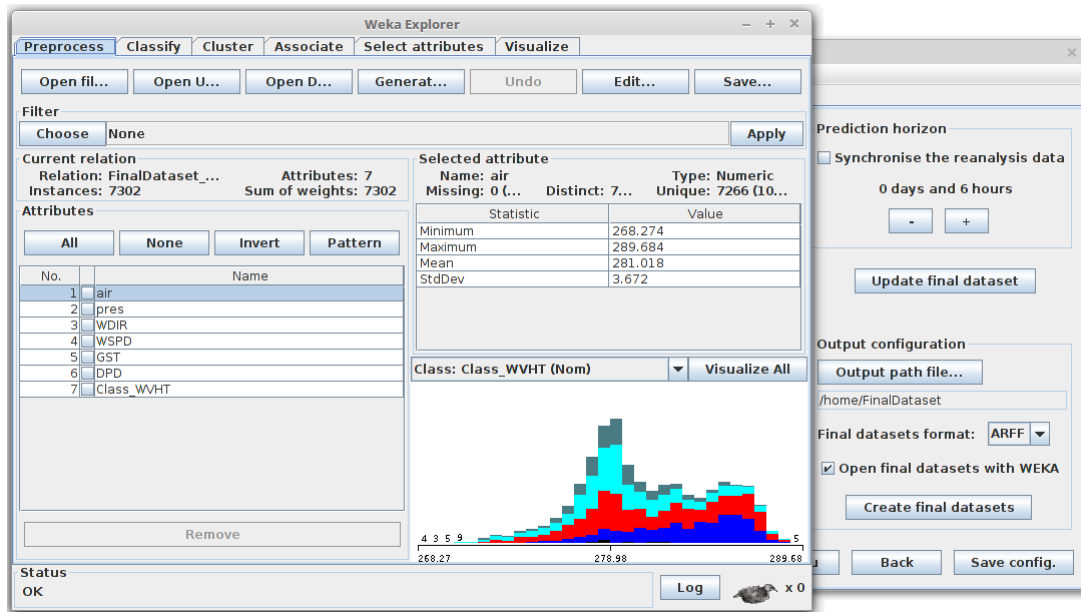 Weka Explorer
Preprocess Classify Cluster Associate Select attributes Visualize
Open fil... Open U... Open D... Generat... Undo Edit... Save...
Filter
Choose None Apply
Current relation
Relation: FinalDataset_... Attributes: 7
Instances: 7302 Sum of weights: 7302
Selected attribute
Name: air Type: Numeric
Missing: 0 (... Distinct: 7... Unique: 7266 (10...
Statistic Value
Minimum 268.274
Maximum 289.684
Mean 281.018
StdDev 3.672
Attributes
All None Invert Pattern
No. Name
1 air
2 pres
3 WDIR
4 WSPD
5 GST
6 DPD
7 Class_WVHT
Remove
Class: Class_WVHT (Nom) Visualize All
4 3 5 9 5
268.27 278.98 289.68
Status
OK
Log x 0
Prediction horizon
Synchronise the reanalysis data
0 days and 6 hours
- +
Update final dataset
Output configuration
Output path file...
/home/FinalDataset
Final datasets format: ARFF
Open final datasets with WEKA
Create final datasets
Back Save config.